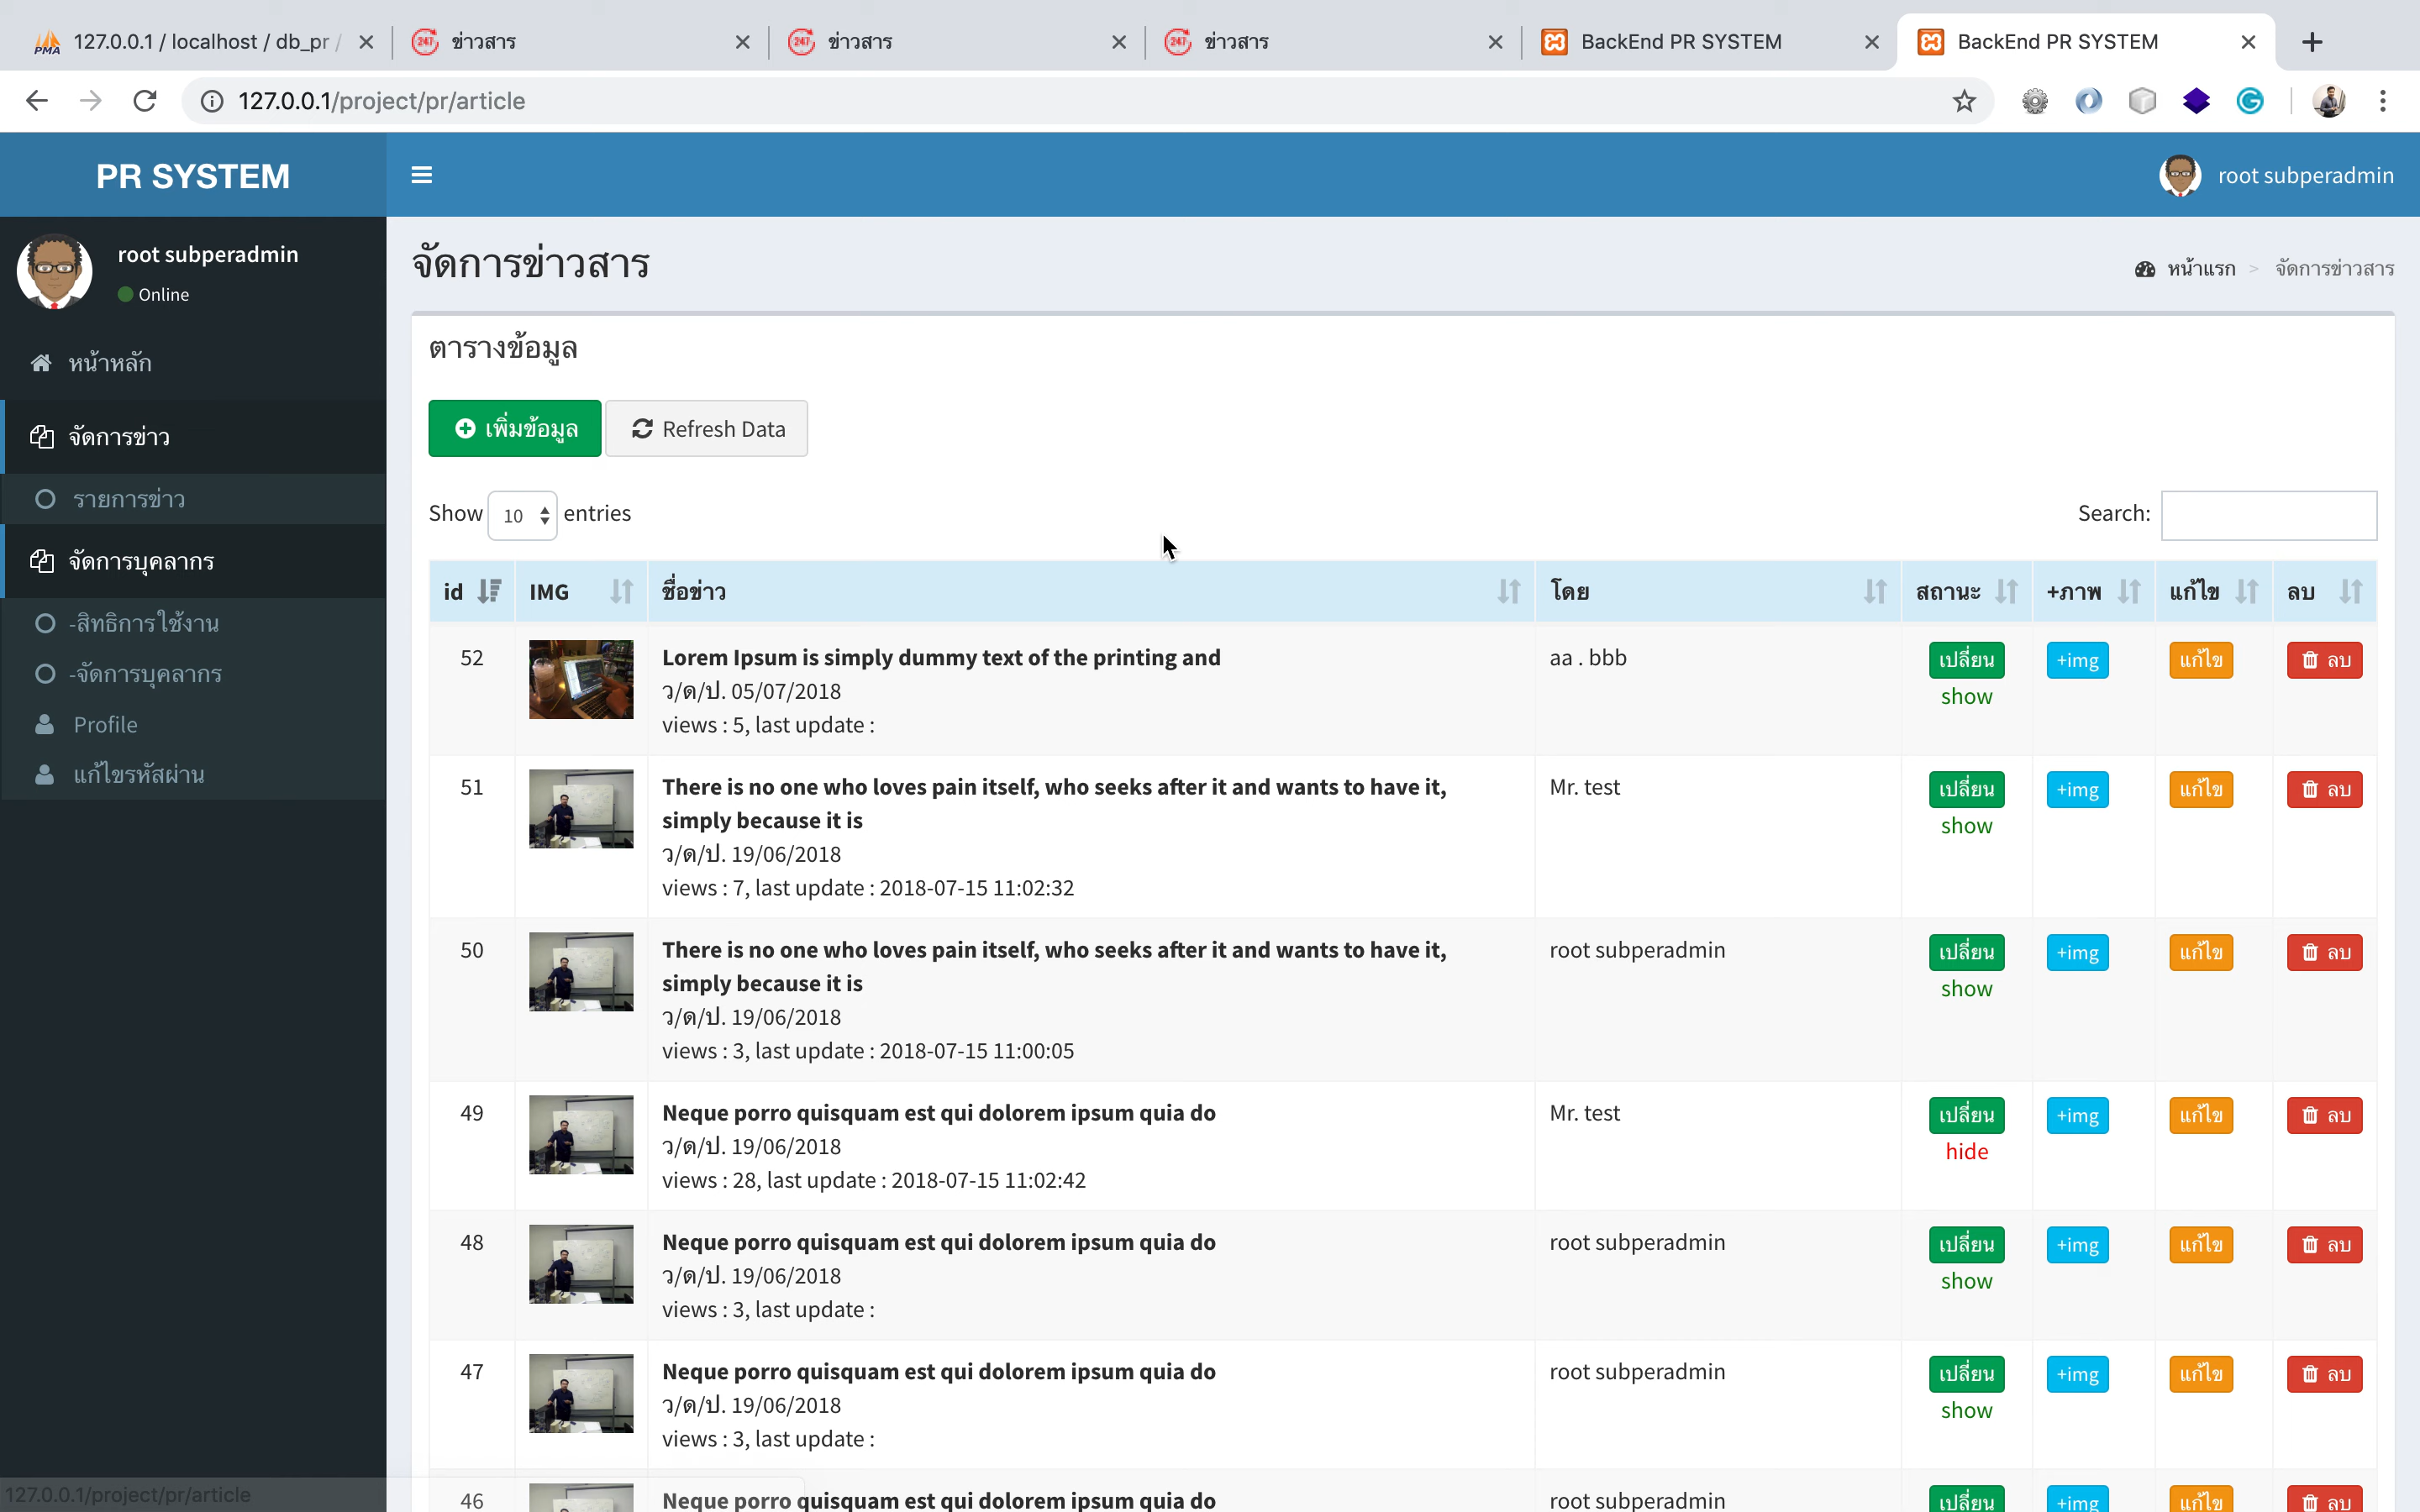 127.0.0.1 / localhost / db_pr /
ข่าวสาร
ข่าวสาร
ข่าวสาร
BackEnd PR SYSTEM
BackEnd PR SYSTEM
127.0.0.1/project/pr/article
PR SYSTEM
root subperadmin
root subperadmin
Online
หน้าหลัก
จัดการข่าว
รายการข่าว
จัดการบุคลากร
-สิทธิการใช้งาน
-จัดการบุคลากร
Profile
แก้ไขรหัสผ่าน
จัดการข่าวสาร
หน้าแรก > จัดการข่าวสาร
ตารางข้อมูล
เพิ่มข้อมูล
Refresh Data
Show 10 entries
Search:
id IMG ชื่อข่าว โดย สถานะ +ภาพ แก้ไข ลบ
52 Lorem Ipsum is simply dummy text of the printing and aa . bbb เปลี่ยน +img แก้ไข ลบ
ว/ด/ป. 05/07/2018 show
views : 5, last update :
51 There is no one who loves pain itself, who seeks after it and wants to have it, Mr. test เปลี่ยน +img แก้ไข ลบ
simply because it is show
ว/ด/ป. 19/06/2018
views : 7, last update : 2018-07-15 11:02:32
50 There is no one who loves pain itself, who seeks after it and wants to have it, root subperadmin เปลี่ยน +img แก้ไข ลบ
simply because it is show
ว/ด/ป. 19/06/2018
views : 3, last update : 2018-07-15 11:00:05
49 Neque porro quisquam est qui dolorem ipsum quia do Mr. test เปลี่ยน +img แก้ไข ลบ
ว/ด/ป. 19/06/2018 hide
views : 28, last update : 2018-07-15 11:02:42
48 Neque porro quisquam est qui dolorem ipsum quia do root subperadmin เปลี่ยน +img แก้ไข ลบ
ว/ด/ป. 19/06/2018 show
views : 3, last update :
47 Neque porro quisquam est qui dolorem ipsum quia do root subperadmin เปลี่ยน +img แก้ไข ลบ
ว/ด/ป. 19/06/2018 show
views : 3, last update :
46 Neque porro quisquam est qui dolorem ipsum quia do root subperadmin เปลี่ยน +img แก้ไข ลบ
127.0.0.1/project/pr/article